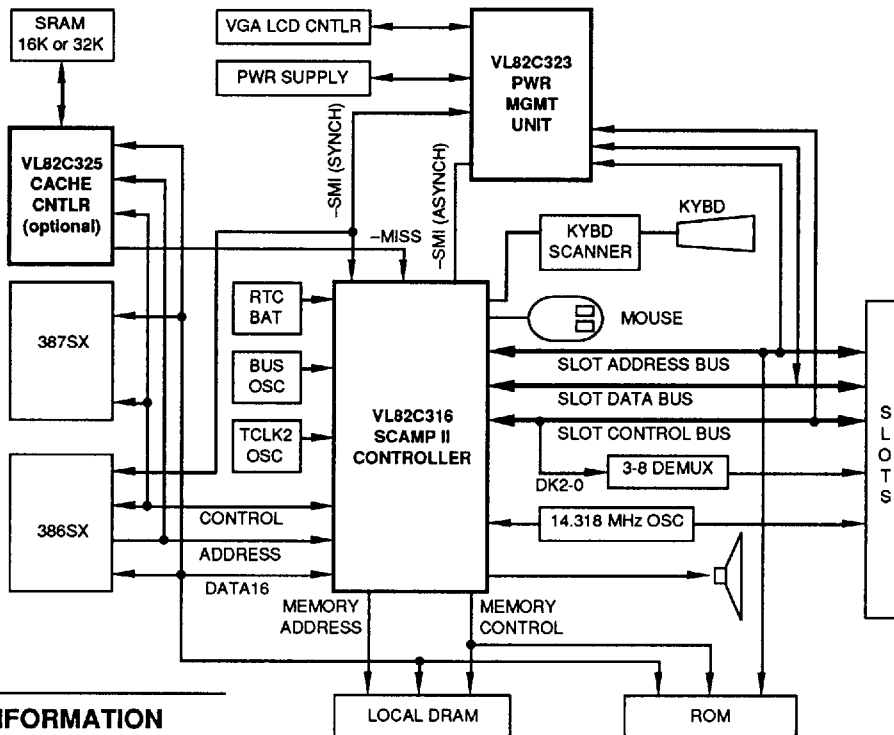 SRAM
16K or 32K
VGA LCD CNTLR
PWR SUPPLY
VL82C323
PWR
MGMT
UNIT
VL82C325
CACHE
CNTLR
(optional)
–SMI (SYNCH)
–SMI (ASYNCH)
–MISS
KYBD
SCANNER
KYBD
RTC
BAT
MOUSE
387SX
BUS
OSC
TCLK2
OSC
VL82C316
SCAMP II
CONTROLLER
SLOT ADDRESS BUS
SLOT DATA BUS
SLOT CONTROL BUS
SLOTS
DK2-0
3-8 DEMUX
14.318 MHz OSC
386SX
CONTROL
ADDRESS
DATA16
MEMORY
ADDRESS
MEMORY
CONTROL
LOCAL DRAM
ROM
NFORMATION